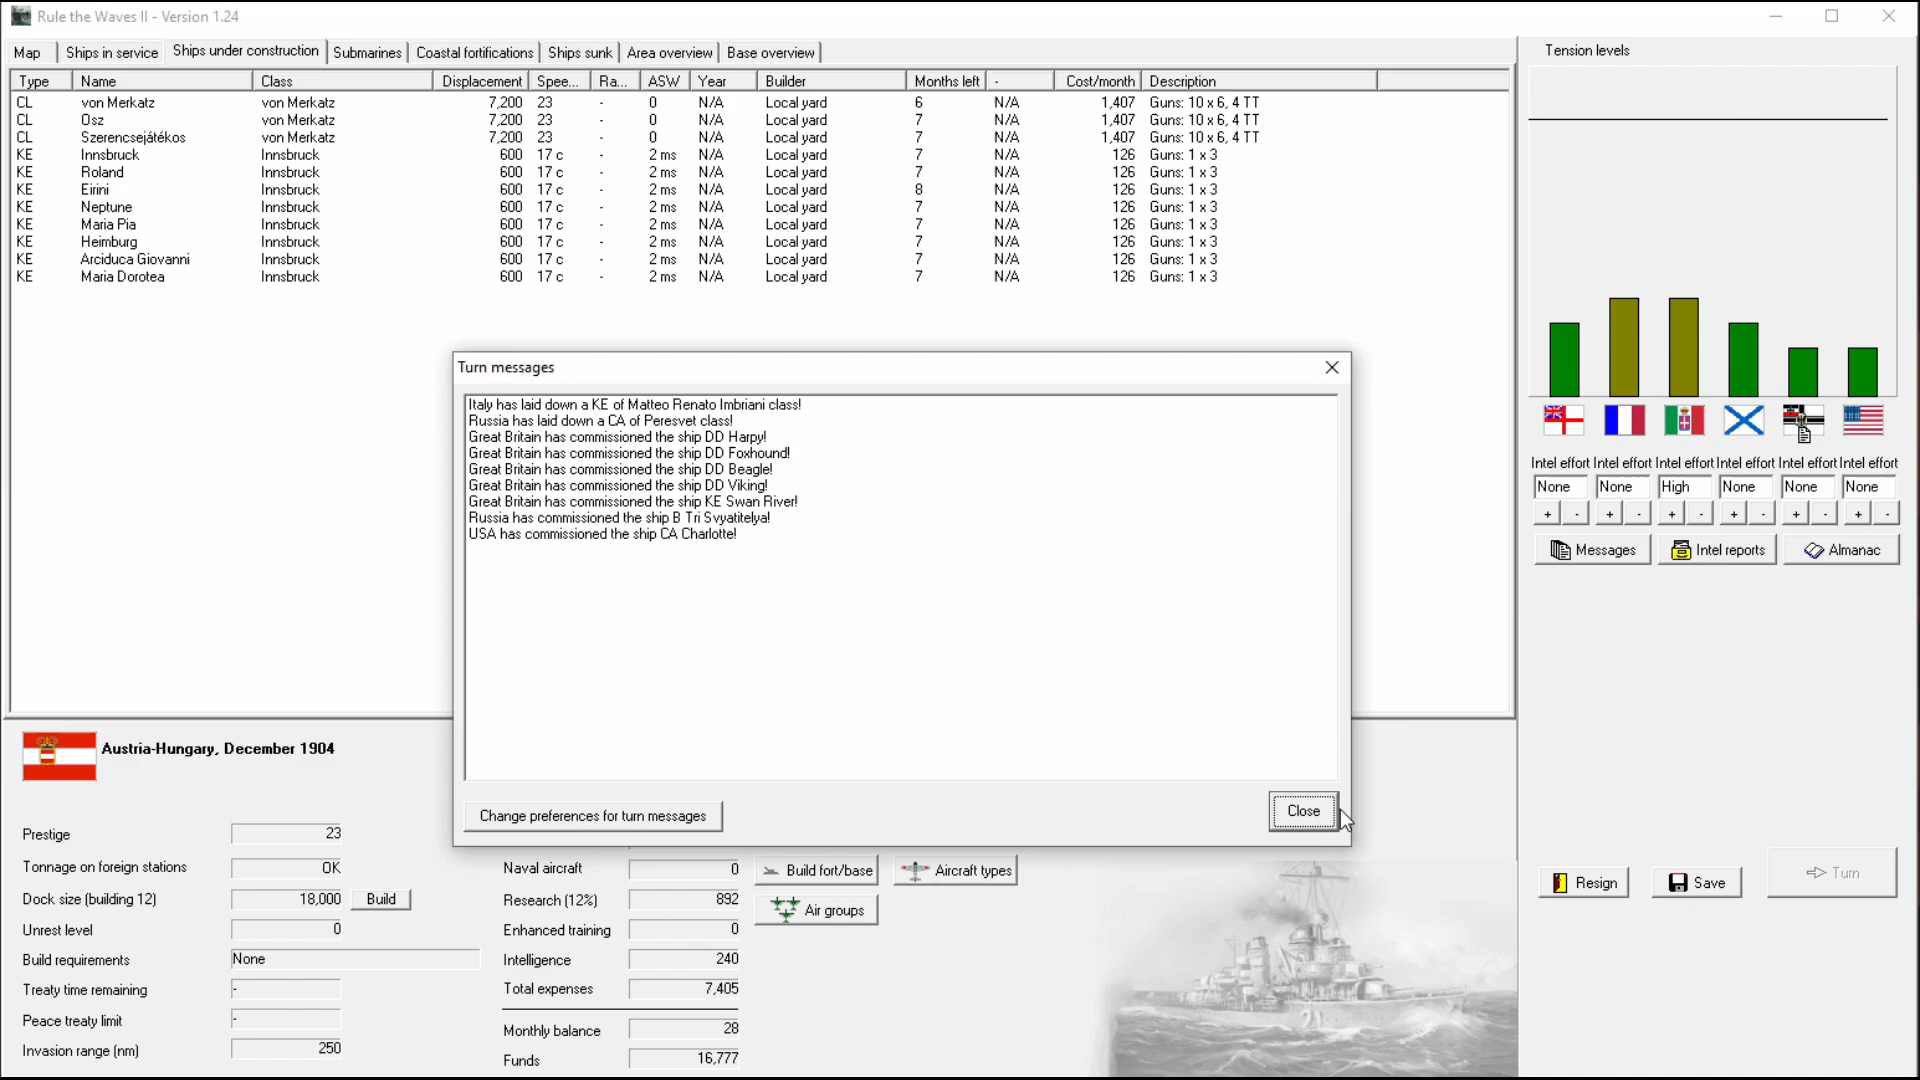 Rule the Waves II - Version 1.24
Map Ships in service Ships under construction Submarines Coastal fortifications Ships sunk Area overview Base overview
Type Name Class Displacement Spee... Ra... ASW Year Builder Months left - Cost/month Description
CL von Merkatz von Merkatz 7,200 23 - 0 N/A Local yard 6 N/A 1,407 Guns: 10 x 6, 4 TT
CL Osz von Merkatz 7,200 23 - 0 N/A Local yard 7 N/A 1,407 Guns: 10 x 6, 4 TT
CL Szerencsejátékos von Merkatz 7,200 23 - 0 N/A Local yard 7 N/A 1,407 Guns: 10 x 6, 4 TT
KE Innsbruck Innsbruck 600 17 c - 2 ms N/A Local yard 7 N/A 126 Guns: 1 x 3
KE Roland Innsbruck 600 17 c - 2 ms N/A Local yard 7 N/A 126 Guns: 1 x 3
KE Eirini Innsbruck 600 17 c - 2 ms N/A Local yard 8 N/A 126 Guns: 1 x 3
KE Neptune Innsbruck 600 17 c - 2 ms N/A Local yard 7 N/A 126 Guns: 1 x 3
KE Maria Pia Innsbruck 600 17 c - 2 ms N/A Local yard 7 N/A 126 Guns: 1 x 3
KE Heimburg Innsbruck 600 17 c - 2 ms N/A Local yard 7 N/A 126 Guns: 1 x 3
KE Arciduca Giovanni Innsbruck 600 17 c - 2 ms N/A Local yard 7 N/A 126 Guns: 1 x 3
KE Maria Dorotea Innsbruck 600 17 c - 2 ms N/A Local yard 7 N/A 126 Guns: 1 x 3
Turn messages
Italy has laid down a KE of Matteo Renato Imbriani class!
Russia has laid down a CA of Peresvet class!
Great Britain has commissioned the ship DD Harpy!
Great Britain has commissioned the ship DD Foxhound!
Great Britain has commissioned the ship DD Beagle!
Great Britain has commissioned the ship DD Viking!
Great Britain has commissioned the ship KE Swan River!
Russia has commissioned the ship B Tri Svyatitelya!
USA has commissioned the ship CA Charlotte!
Change preferences for turn messages
Close
Tension levels
Intel effort Intel effort Intel effort Intel effort Intel effort Intel effort
None None High None None None
+ - + - + - + - + - + -
Messages Intel reports Almanac
Resign Save Turn
Austria-Hungary, December 1904
Prestige 23
Tonnage on foreign stations OK
Dock size (building 12) 18,000 Build
Unrest level 0
Build requirements None
Treaty time remaining -
Peace treaty limit -
Invasion range (nm) 250
Naval aircraft 0
Research (12%) 892
Enhanced training 0
Intelligence 240
Total expenses 7,405
Monthly balance 28
Funds 16,777
Build fort/base Aircraft types
Air groups
21